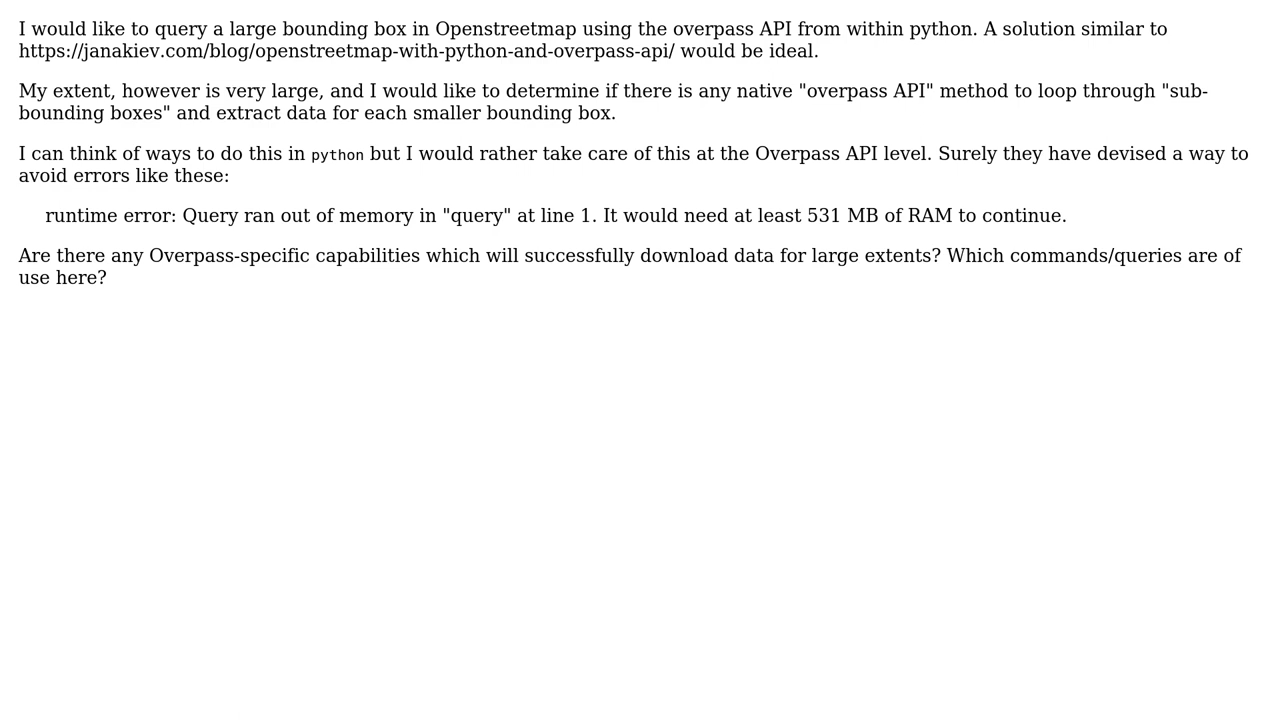 I would like to query a large bounding box in Openstreetmap using the overpass API from within python. A solution similar to
https://janakiev.com/blog/openstreetmap-with-python-and-overpass-api/ would be ideal.
My extent, however is very large, and I would like to determine if there is any native "overpass API" method to loop through "sub-
bounding boxes" and extract data for each smaller bounding box.
I can think of ways to do this in python but I would rather take care of this at the Overpass API level. Surely they have devised a way to
avoid errors like these:
runtime error: Query ran out of memory in "query" at line 1. It would need at least 531 MB of RAM to continue.
Are there any Overpass-specific capabilities which will successfully download data for large extents? Which commands/queries are of
use here?